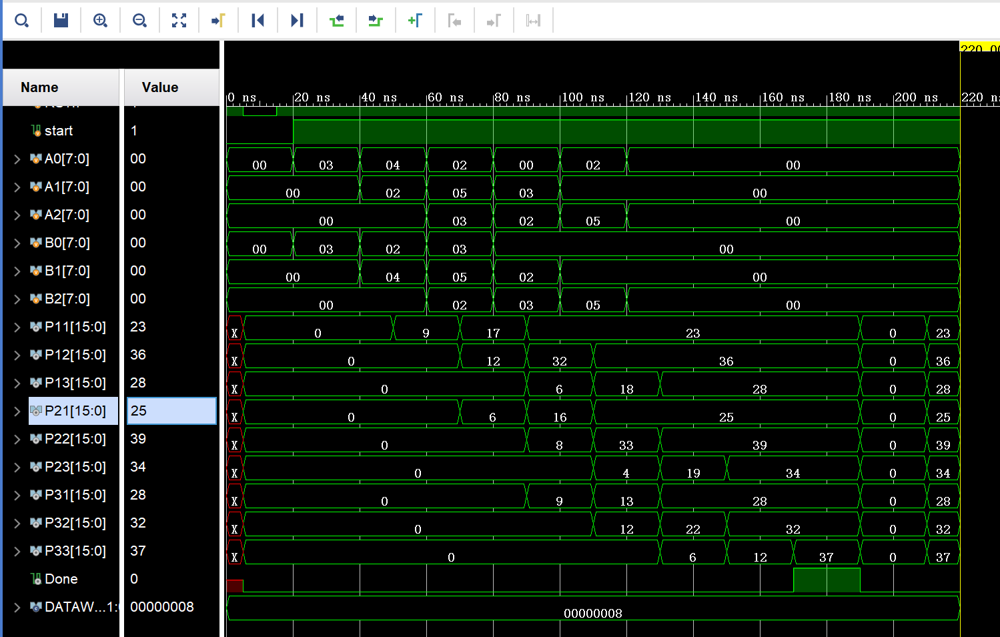 220.00
Name Value
0 ns 20 ns 40 ns 60 ns 80 ns 100 ns 120 ns 140 ns 160 ns 180 ns 200 ns 220 ns
start 1
A0[7:0] 00 00 03 04 02 00 02 00
A1[7:0] 00 00 02 05 03 00
A2[7:0] 00 00 03 02 05 00
B0[7:0] 00 00 03 02 03 00
B1[7:0] 00 00 04 05 02 00
B2[7:0] 00 00 02 03 05 00
P11[15:0] 23 X 0 9 17 23 0 23
P12[15:0] 36 X 0 12 32 36 0 36
P13[15:0] 28 X 0 6 18 28 0 28
P21[15:0] 25 X 0 6 16 25 0 25
P22[15:0] 39 X 0 8 33 39 0 39
P23[15:0] 34 X 0 4 19 34 0 34
P31[15:0] 28 X 0 9 13 28 0 28
P32[15:0] 32 X 0 12 22 32 0 32
P33[15:0] 37 X 0 6 12 37 0 37
Done 0
DATAW...1:0 00000008 00000008